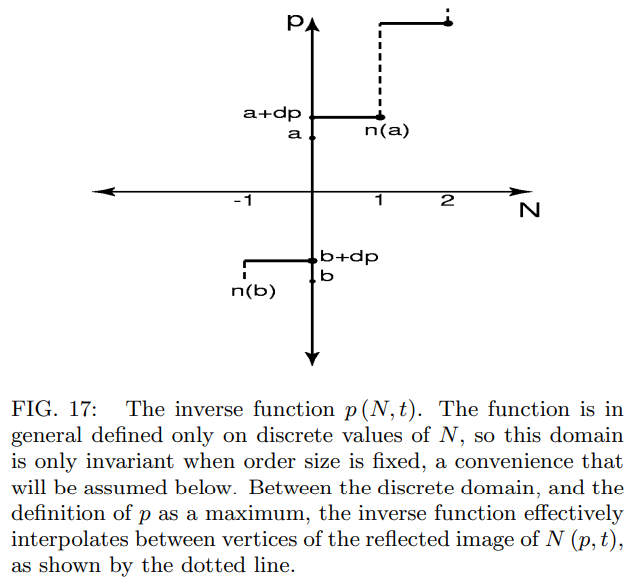 p
a+dp
a
n(a)
-1
1
2
N
b+dp
b
n(b)
FIG. 17: The inverse function p (N, t). The function is in
general defined only on discrete values of N, so this domain
is only invariant when order size is fixed, a convenience that
will be assumed below. Between the discrete domain, and the
definition of p as a maximum, the inverse function effectively
interpolates between vertices of the reflected image of N (p, t),
as shown by the dotted line.